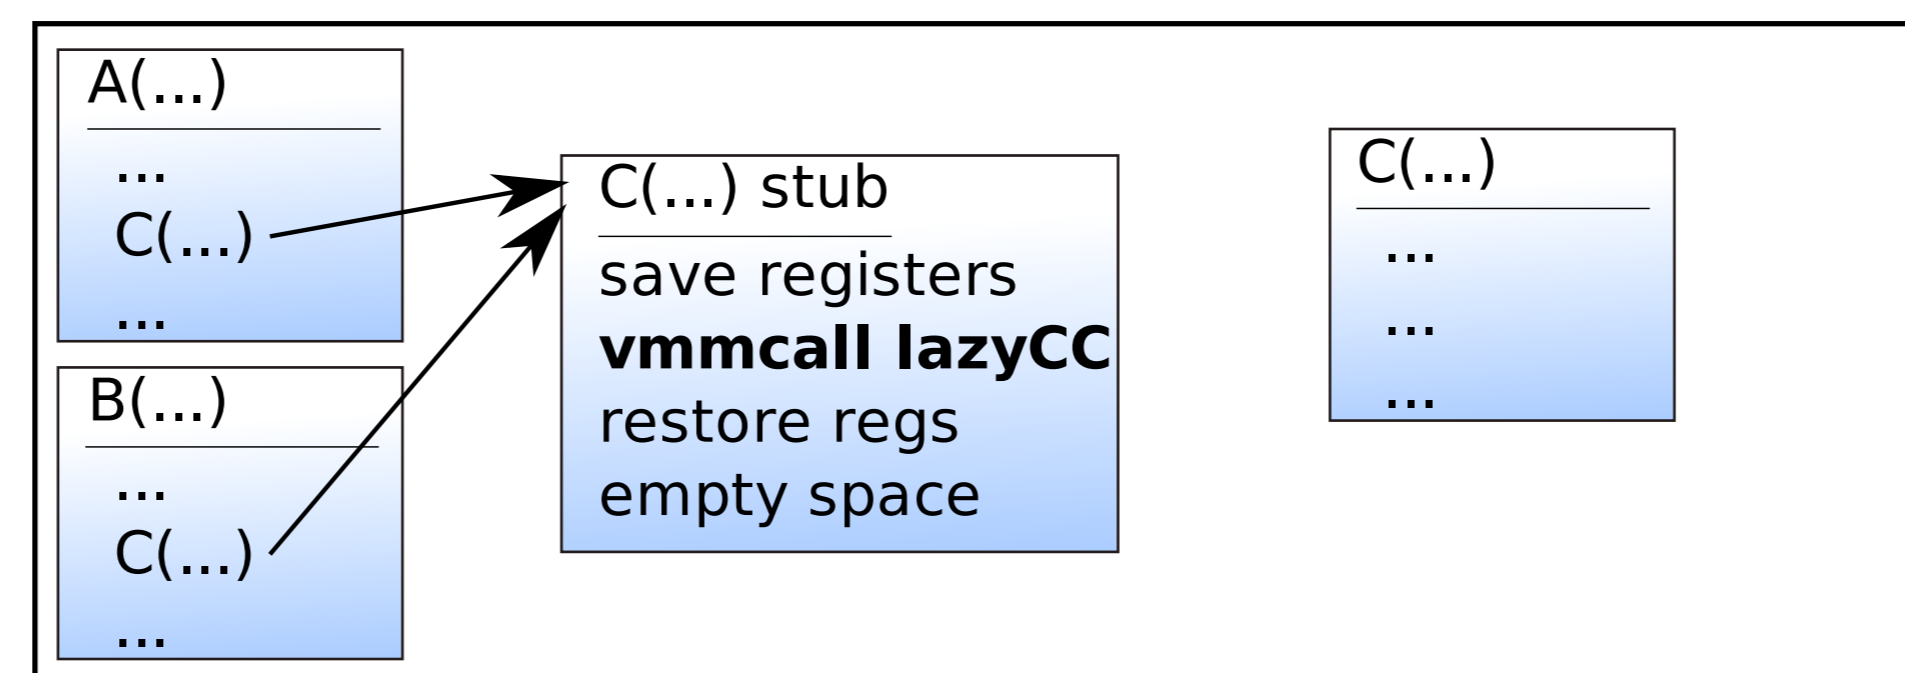 A(...)
...
C(...)
...
B(...)
...
C(...)
...
C(...) stub
save registers
vmmcall lazyCC
restore regs
empty space
C(...)
...
...
...